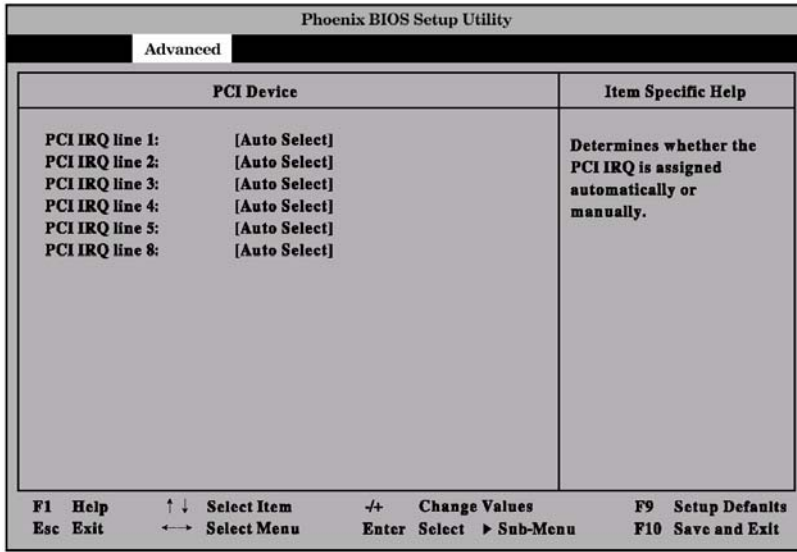 Phoenix BIOS Setup Utility
Advanced
PCI Device
Item Specific Help
PCI IRQ line 1: [Auto Select]
PCI IRQ line 2: [Auto Select]
PCI IRQ line 3: [Auto Select]
PCI IRQ line 4: [Auto Select]
PCI IRQ line 5: [Auto Select]
PCI IRQ line 8: [Auto Select]
Determines whether the
PCI IRQ is assigned
automatically or
manually.
F1 Help ↑ ↓ Select Item -/+ Change Values F9 Setup Defaults
Esc Exit ←→ Select Menu Enter Select ▶ Sub-Menu F10 Save and Exit